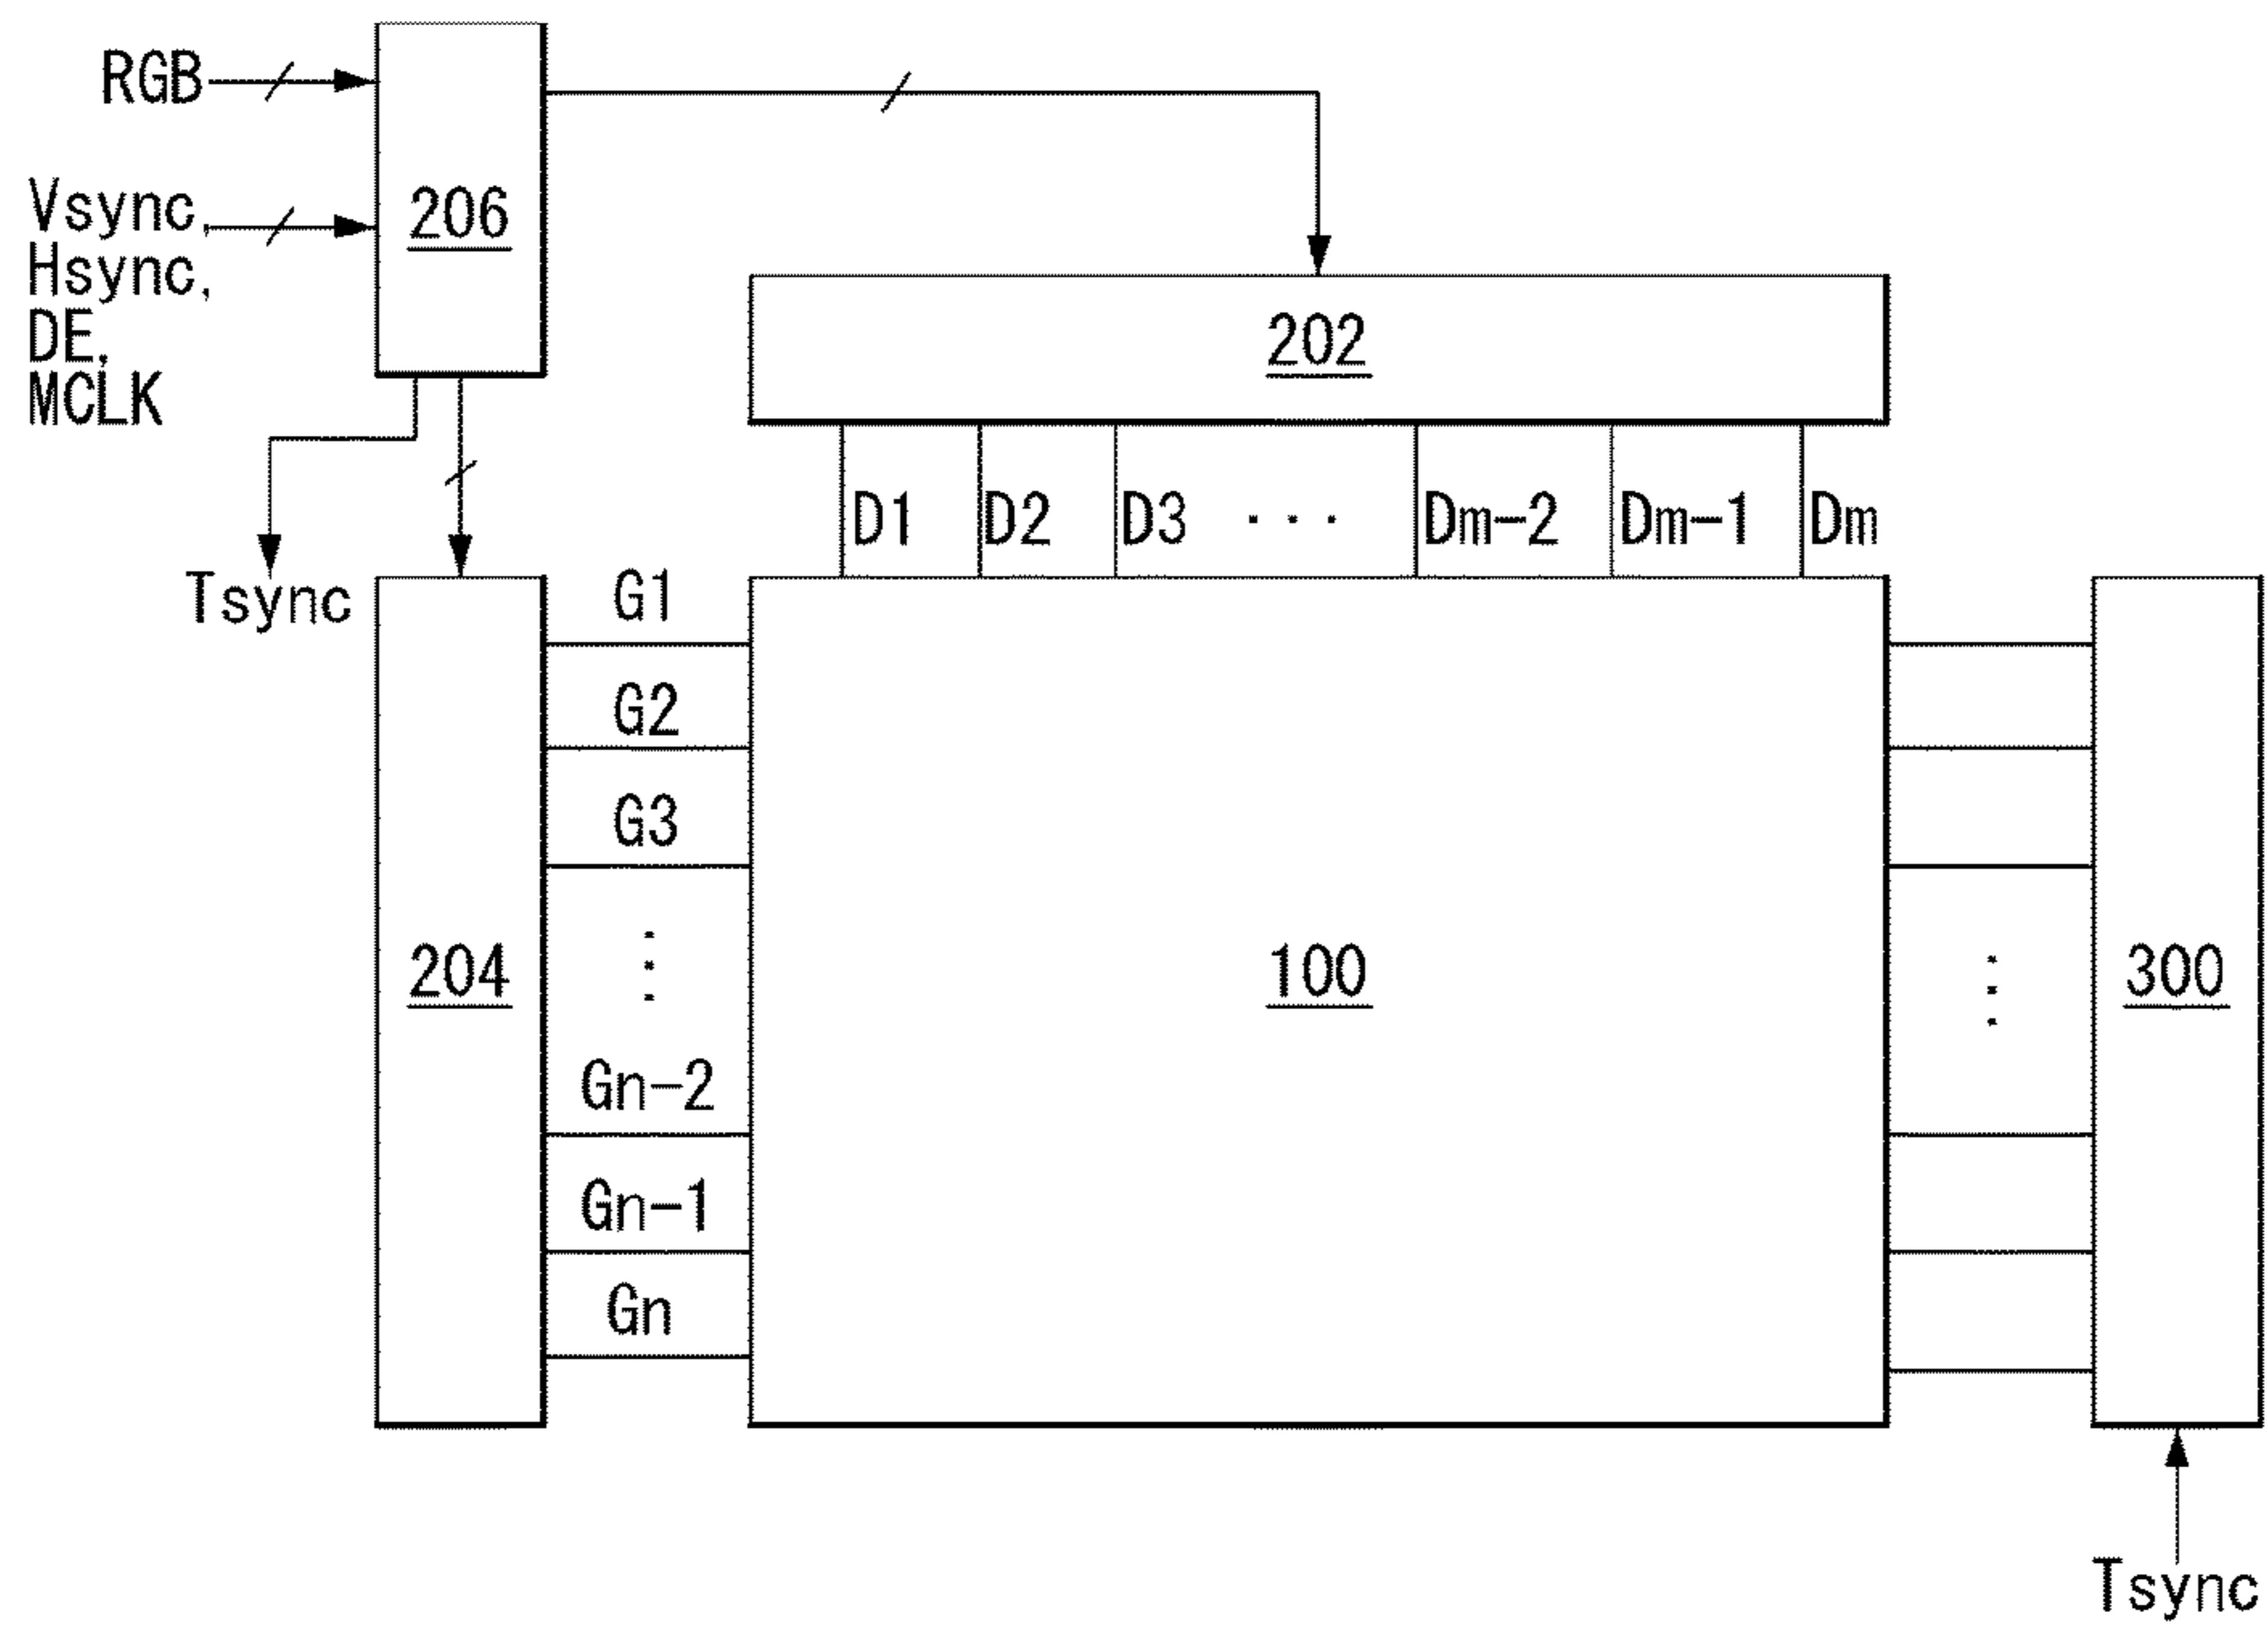 RGB
Vsync,
Hsync,
DE,
MCLK
206
202
D1 D2 D3 ... Dm-2 Dm-1 Dm
Tsync
G1
G2
G3
⋮
204
100
⋮
300
Gn-2
Gn-1
Gn
Tsync